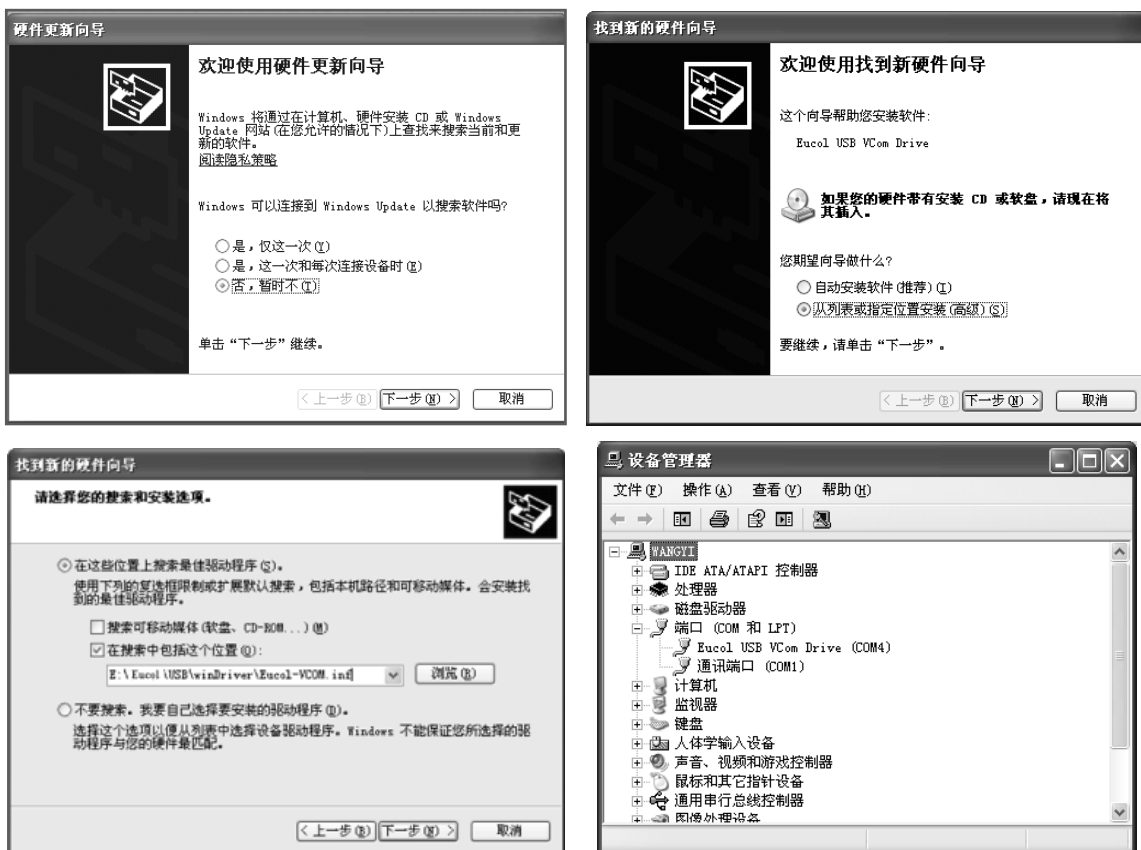 硬件更新向导
欢迎使用硬件更新向导
Windows 将通过在计算机、硬件安装 CD 或 Windows
Update 网站(在您允许的情况下)上查找来搜索当前和更
新的软件。
阅读隐私策略
Windows 可以连接到 Windows Update 以搜索软件吗?
是,仅这一次(Y)
是,这一次和每次连接设备时(E)
否,暂时不(T)
单击“下一步”继续。
<上一步(B) 下一步(N)> 取消
找到新的硬件向导
欢迎使用找到新硬件向导
这个向导帮助您安装软件:
Eucol USB VCom Drive
如果您的硬件带有安装 CD 或软盘,请现在将
其插入。
您期望向导做什么?
自动安装软件(推荐)(I)
从列表或指定位置安装(高级)(S)
要继续,请单击“下一步”。
<上一步(B) 下一步(N)> 取消
找到新的硬件向导
请选择您的搜索和安装选项。
在这些位置上搜索最佳驱动程序(S)。
使用下列的复选框限制或扩展默认搜索,包括本机路径和可移动媒体。会安装找
到的最佳驱动程序。
搜索可移动媒体(软盘、CD-ROM...)(M)
在搜索中包括这个位置(O):
E:\Eucol\USB\winDriver\Eucol-VCOM.inf 浏览(R)
不要搜索。我要自己选择要安装的驱动程序(D)。
选择这个选项以便从列表中选择设备驱动程序。Windows 不能保证您所选择的驱
动程序与您的硬件最匹配。
<上一步(B) 下一步(N)> 取消
设备管理器
文件(F) 操作(A) 查看(V) 帮助(H)
WANGYI
IDE ATA/ATAPI 控制器
处理器
磁盘驱动器
端口 (COM 和 LPT)
Eucol USB VCom Drive (COM4)
通讯端口 (COM1)
计算机
监视器
键盘
人体学输入设备
声音、视频和游戏控制器
鼠标和其它指针设备
通用串行总线控制器
图像处理设备